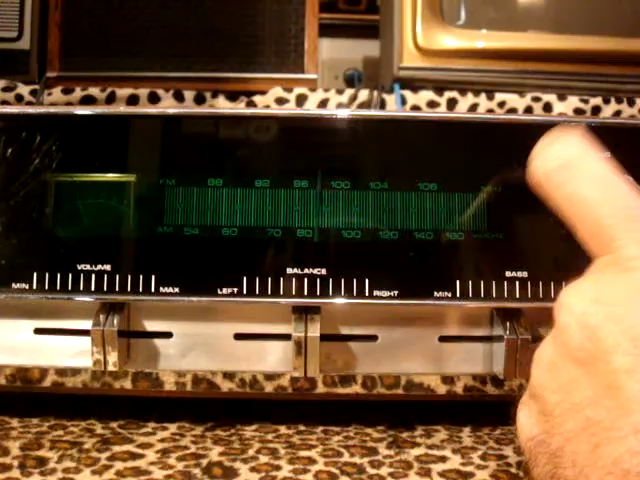 FM 88 92 96 100 104 108
AM 54 60 70 80 100 120 140 160
VOLUME
MIN MAX
BALANCE
LEFT RIGHT
BASS
MIN